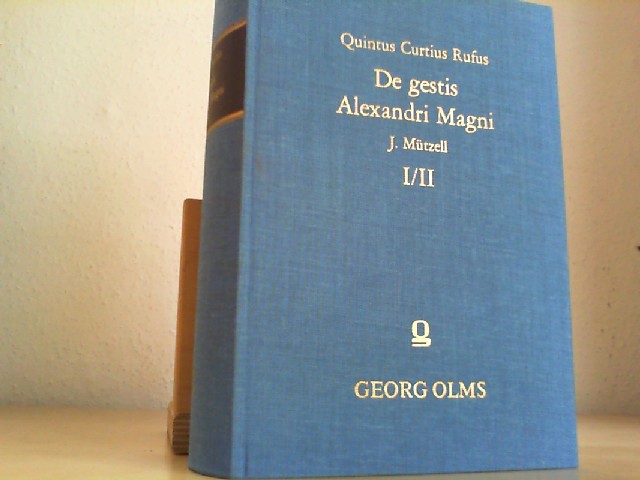 Quintus Curtius Rufus
De gestis
Alexandri Magni
J. Mützell
I/II
GEORG OLMS